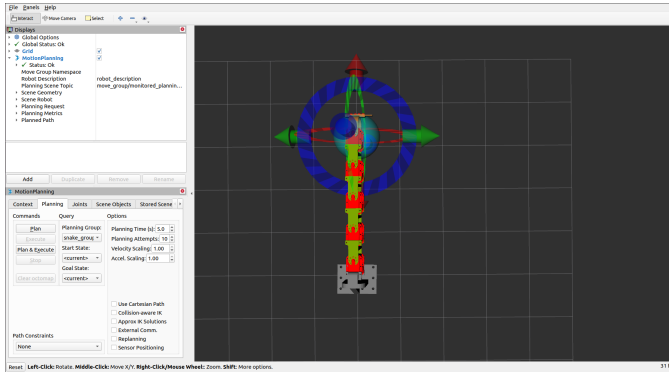 File Panels Help
Interact Move Camera Select
Displays
Global Options
Global Status: Ok
Grid
MotionPlanning
Status: Ok
Move Group Namespace
Robot Description robot_description
Planning Scene Topic move_group/monitored_plannin...
Scene Geometry
Scene Robot
Planning Request
Planning Metrics
Planned Path
Add Duplicate Remove Rename
MotionPlanning
Context Planning Joints Scene Objects Stored Scene
Commands Query Options
Plan Planning Group: Planning Time (s): 5.0
Execute snake_group Planning Attempts: 10
Plan & Execute Start State: Velocity Scaling: 1.00
Stop <current> Accel. Scaling: 1.00
Goal State:
Clear octomap <current>
Use Cartesian Path
Collision-aware IK
Approx IK Solutions
External Comm.
Path Constraints Replanning
None Sensor Positioning
Reset Left-Click: Rotate. Middle-Click: Move X/Y. Right-Click/Mouse Wheel: Zoom. Shift: More options. 31